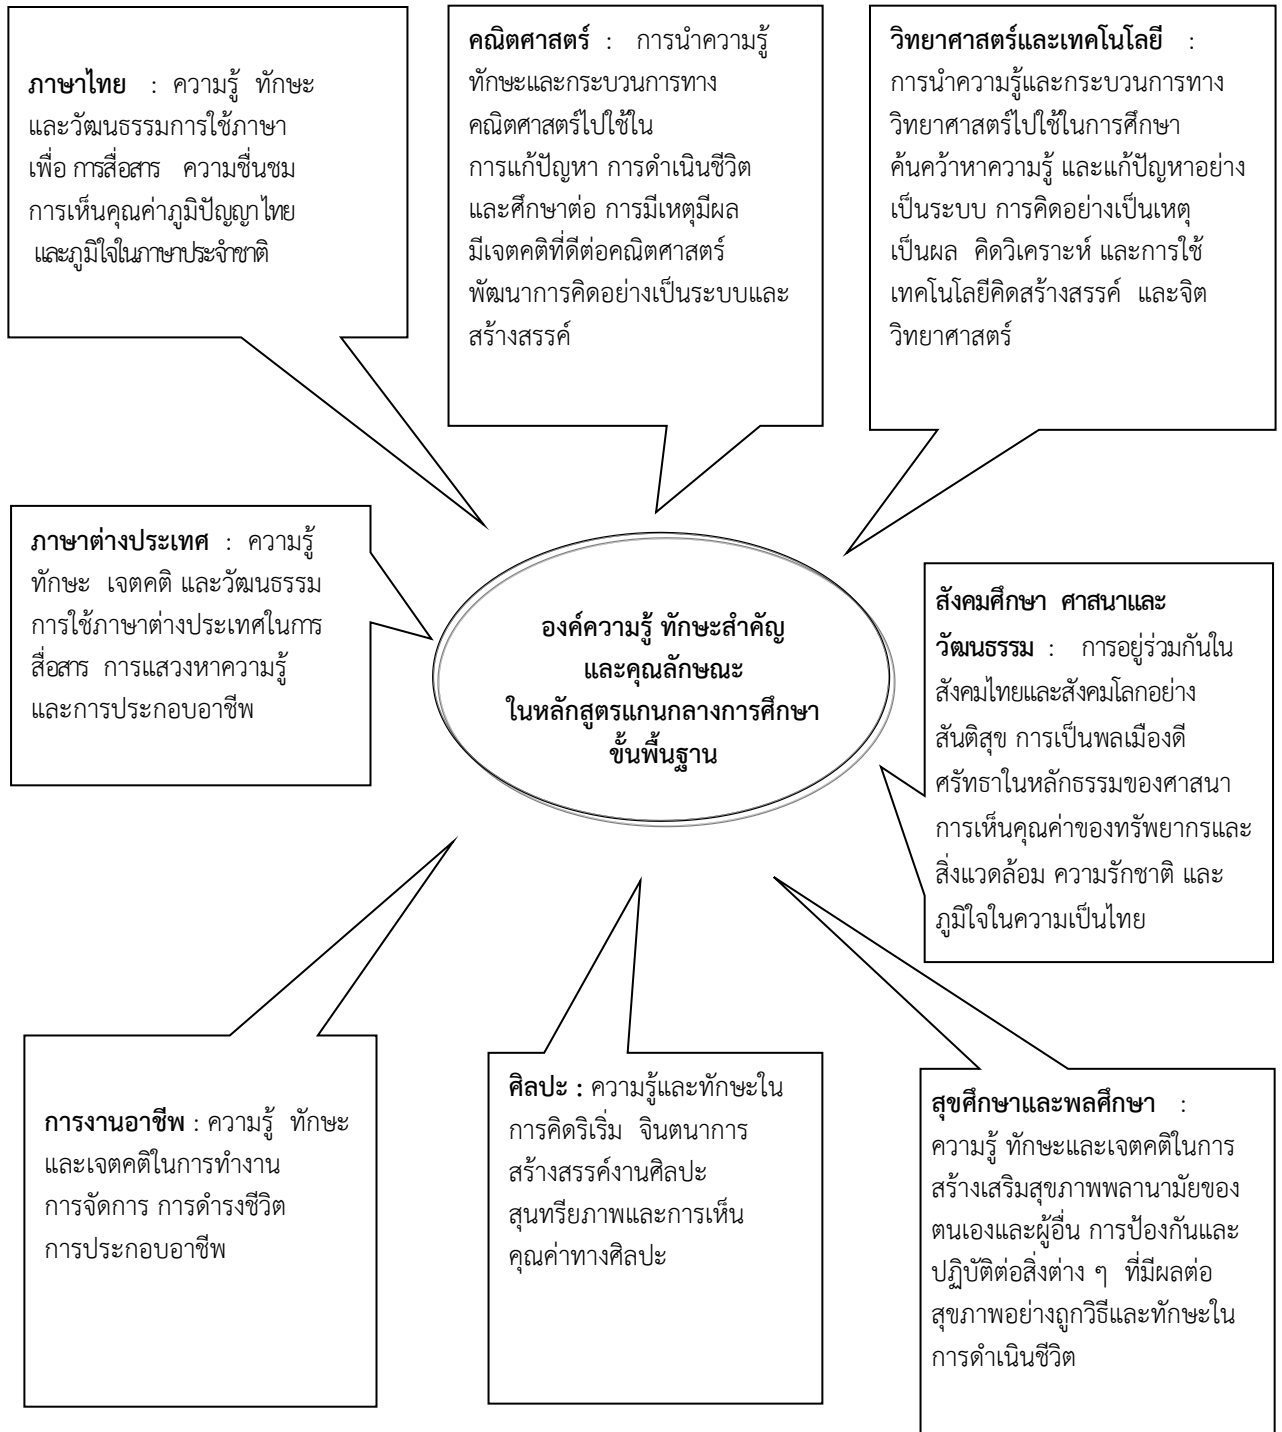 ภาษาไทย : ความรู้ ทักษะ
และวัฒนธรรมการใช้ภาษา
เพื่อ การสื่อสาร ความชื่นชม
การเห็นคุณค่าภูมิปัญญาไทย
และภูมิใจในภาษาประจำชาติ
คณิตศาสตร์ : การนำความรู้
ทักษะและกระบวนการทาง
คณิตศาสตร์ไปใช้ใน
การแก้ปัญหา การดำเนินชีวิต
และศึกษาต่อ การมีเหตุมีผล
มีเจตคติที่ดีต่อคณิตศาสตร์
พัฒนาการคิดอย่างเป็นระบบและ
สร้างสรรค์
วิทยาศาสตร์และเทคโนโลยี :
การนำความรู้และกระบวนการทาง
วิทยาศาสตร์ไปใช้ในการศึกษา
ค้นคว้าหาความรู้ และแก้ปัญหาอย่าง
เป็นระบบ การคิดอย่างเป็นเหตุ
เป็นผล คิดวิเคราะห์ และการใช้
เทคโนโลยีคิดสร้างสรรค์ และจิต
วิทยาศาสตร์
ภาษาต่างประเทศ : ความรู้
ทักษะ เจตคติ และวัฒนธรรม
การใช้ภาษาต่างประเทศในการ
สื่อสาร การแสวงหาความรู้
และการประกอบอาชีพ
องค์ความรู้ ทักษะสำคัญ
และคุณลักษณะ
ในหลักสูตรแกนกลางการศึกษา
ขั้นพื้นฐาน
สังคมศึกษา ศาสนาและ
วัฒนธรรม : การอยู่ร่วมกันใน
สังคมไทยและสังคมโลกอย่าง
สันติสุข การเป็นพลเมืองดี
ศรัทธาในหลักธรรมของศาสนา
การเห็นคุณค่าของทรัพยากรและ
สิ่งแวดล้อม ความรักชาติ และ
ภูมิใจในความเป็นไทย
การงานอาชีพ : ความรู้ ทักษะ
และเจตคติในการทำงาน
การจัดการ การดำรงชีวิต
การประกอบอาชีพ
ศิลปะ : ความรู้และทักษะใน
การคิดริเริ่ม จินตนาการ
สร้างสรรค์งานศิลปะ
สุนทรียภาพและการเห็น
คุณค่าทางศิลปะ
สุขศึกษาและพลศึกษา :
ความรู้ ทักษะและเจตคติในการ
สร้างเสริมสุขภาพพลานามัยของ
ตนเองและผู้อื่น การป้องกันและ
ปฏิบัติต่อสิ่งต่าง ๆ ที่มีผลต่อ
สุขภาพอย่างถูกวิธีและทักษะใน
การดำเนินชีวิต